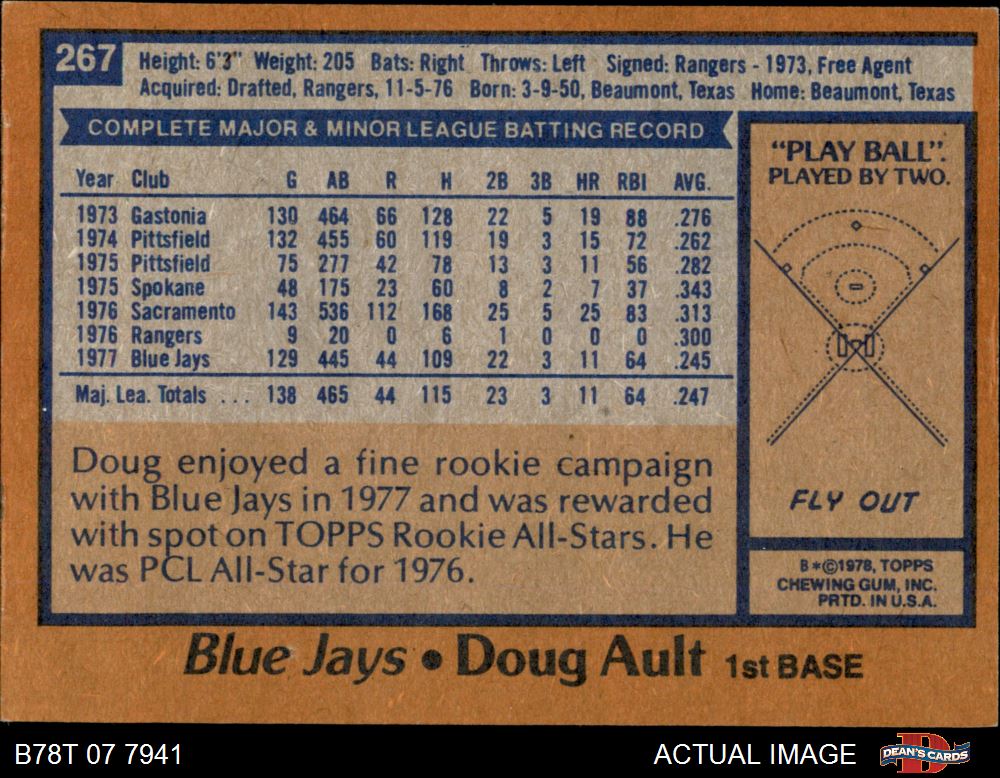 267
Height: 6'3" Weight: 205 Bats: Right Throws: Left Signed: Rangers - 1973, Free Agent
Acquired: Drafted, Rangers, 11-5-76 Born: 3-9-50, Beaumont, Texas Home: Beaumont, Texas
COMPLETE MAJOR & MINOR LEAGUE BATTING RECORD
Year Club G AB R H 2B 3B HR RBI AVG.
1973 Gastonia 130 464 66 128 22 5 19 88 .276
1974 Pittsfield 132 455 60 119 19 3 15 72 .262
1975 Pittsfield 75 277 42 78 13 3 11 56 .282
1975 Spokane 48 175 23 60 8 2 7 37 .343
1976 Sacramento 143 536 112 168 25 5 25 83 .313
1976 Rangers 9 20 0 6 1 0 0 0 .300
1977 Blue Jays 129 445 44 109 22 3 11 64 .245
Maj. Lea. Totals ... 138 465 44 115 23 3 11 64 .247
Doug enjoyed a fine rookie campaign
with Blue Jays in 1977 and was rewarded
with spot on TOPPS Rookie All-Stars. He
was PCL All-Star for 1976.
"PLAY BALL".
PLAYED BY TWO.
FLY OUT
B*©1978, TOPPS
CHEWING GUM, INC.
PRTD. IN U.S.A.
Blue Jays • Doug Ault 1st BASE
B78T 07 7941
ACTUAL IMAGE
D
DEAN'S CARDS